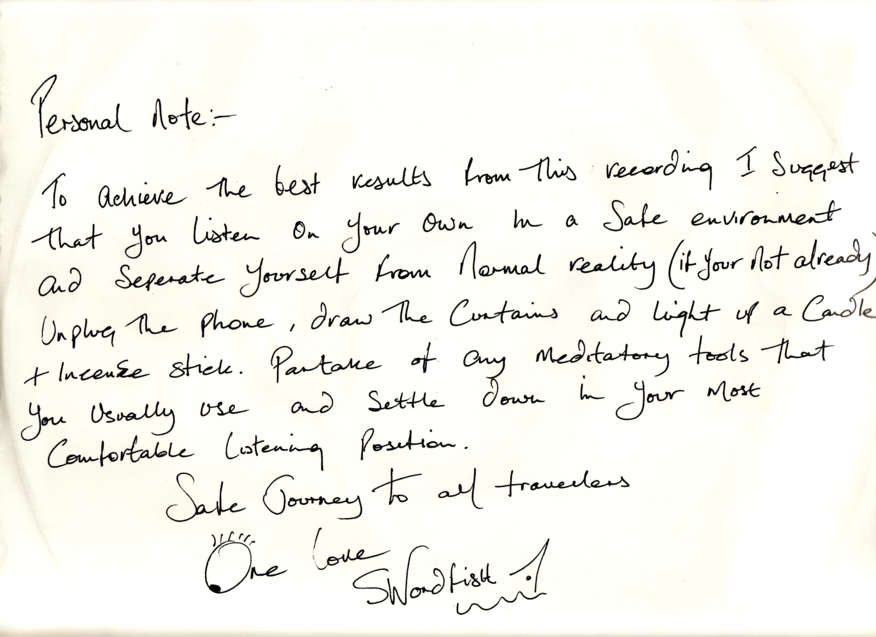 Personal Note:-
To achieve the best results from this recording I Suggest
that you listen on your own in a Safe environment
and Seperate yourself from Normal reality (if your not already)
Unplug the phone, draw the Curtains and light up a Candle
+ Incense stick. Partake of any meditatory tools that
you usually use and settle down in your most
Comfortable listening Position.
Safe Journey to all travellers
One Love
Swordfish